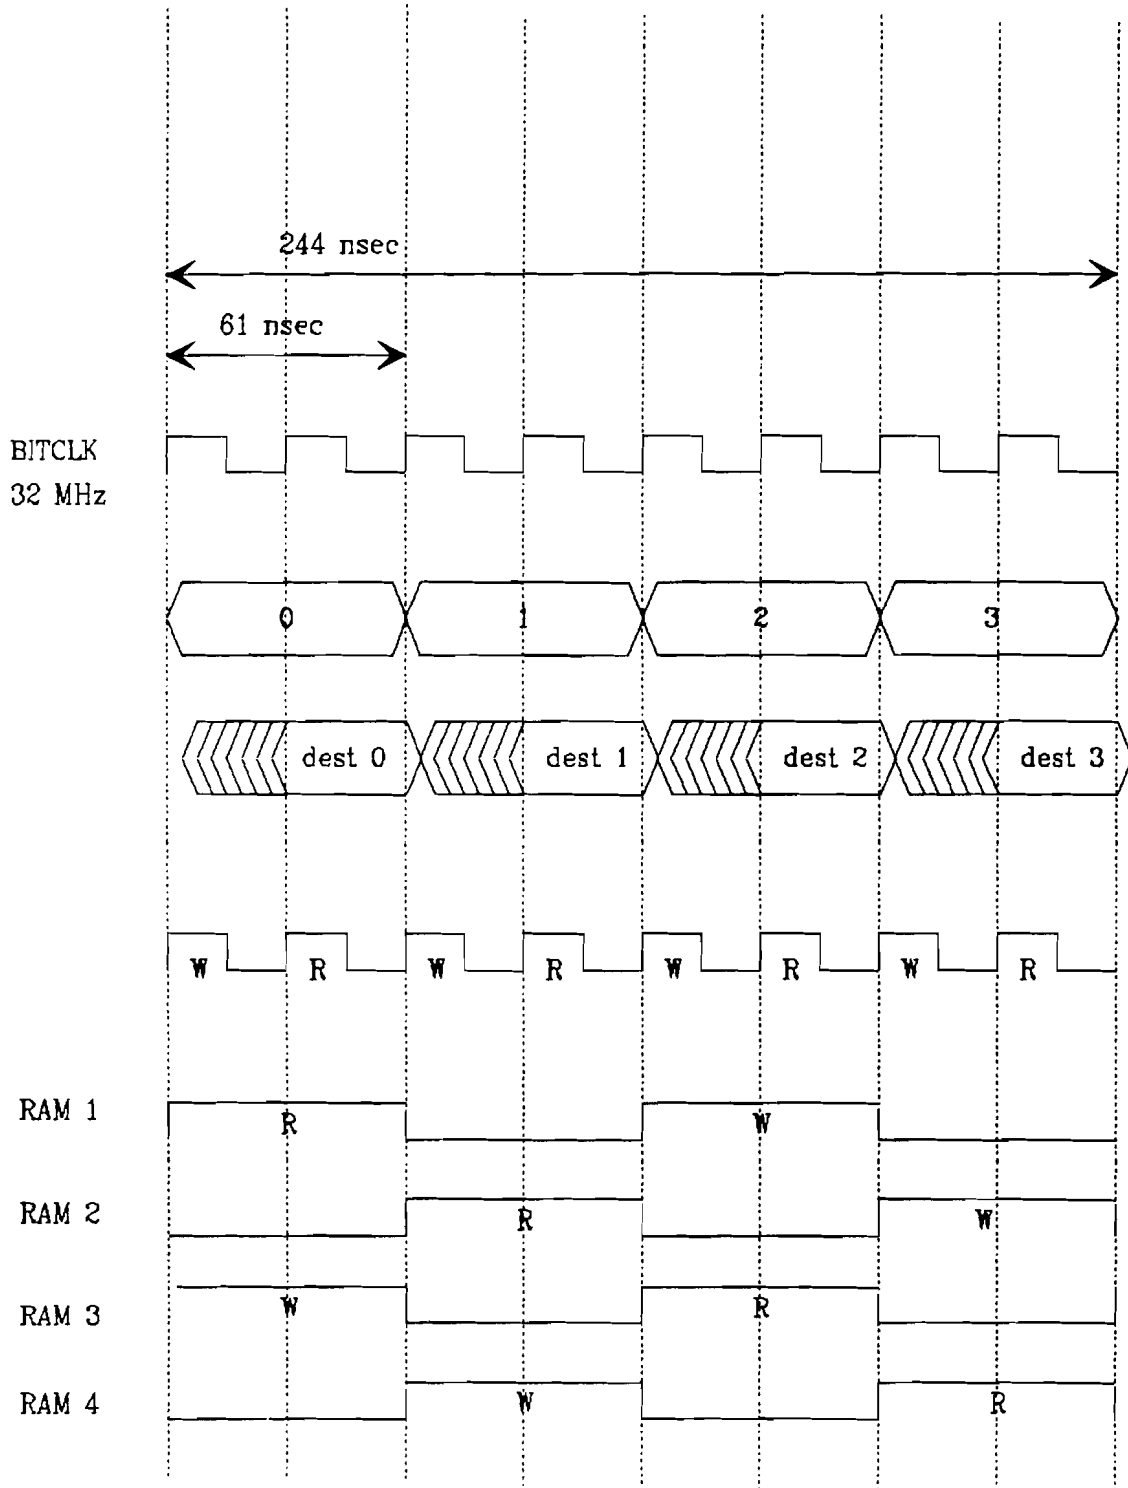 244 nsec
61 nsec
BITCLK
32 MHz
0 1 2 3
dest 0 dest 1 dest 2 dest 3
W R W R W R W R
RAM 1 R W
RAM 2 R W
RAM 3 W R
RAM 4 W R